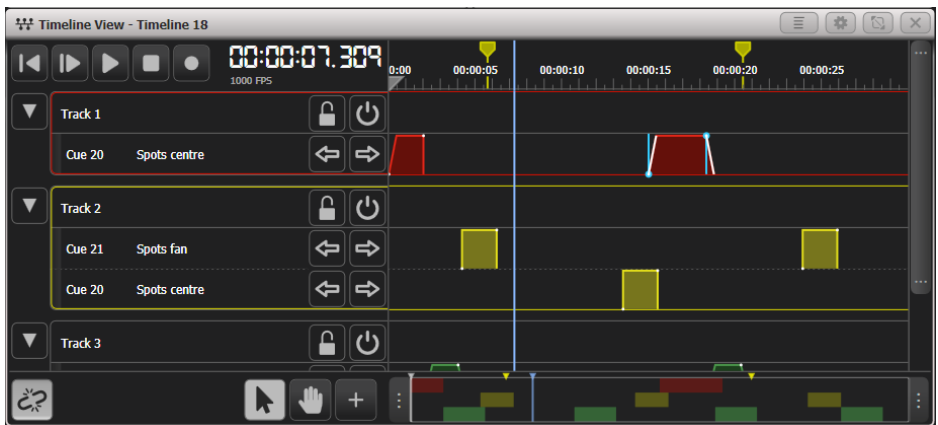 Timeline View - Timeline 18
00:00:07.309
1000 FPS
0:00 00:00:05 00:00:10 00:00:15 00:00:20 00:00:25
Track 1
Cue 20 Spots centre
Track 2
Cue 21 Spots fan
Cue 20 Spots centre
Track 3